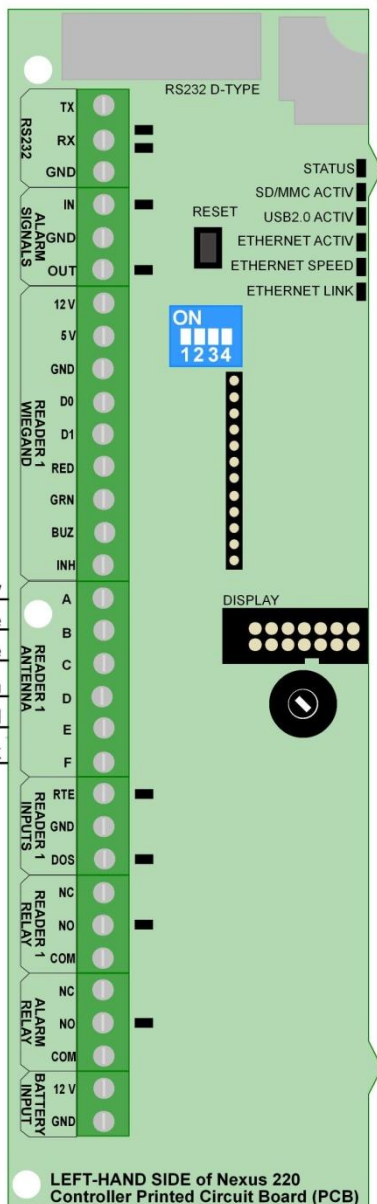 RS232 D-TYPE
RS232
TX
RX
GND
ALARM
SIGNALS
IN
GND
OUT
READER 1
WIEGAND
12 V
5 V
GND
D0
D1
RED
GRN
BUZ
INH
READER 1
ANTENNA
A
B
C
D
E
F
READER 1
INPUTS
RTE
GND
DOS
READER 1
RELAY
NC
NO
COM
ALARM
RELAY
NC
NO
COM
BATTERY
INPUT
12 V
GND
STATUS
SD/MMC ACTIV
USB2.0 ACTIV
ETHERNET ACTIV
ETHERNET SPEED
ETHERNET LINK
RESET
ON
1234
DISPLAY
LEFT-HAND SIDE of Nexus 220
Controller Printed Circuit Board (PCB)